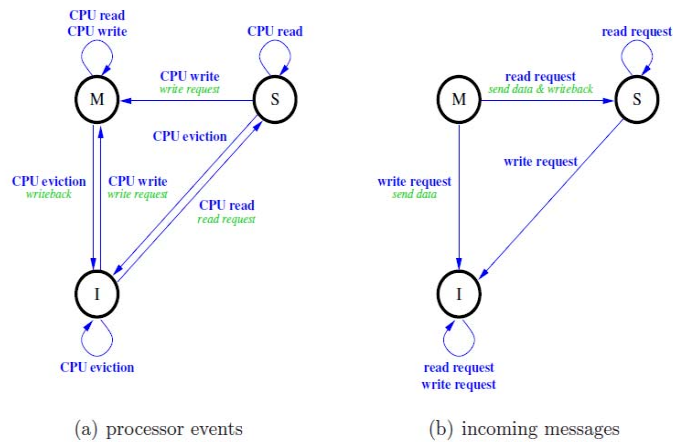 CPU read
CPU write
CPU read
M
CPU write
write request
S
CPU eviction
CPU eviction
writeback
CPU write
write request
CPU read
read request
I
CPU eviction
(a) processor events
read request
M
read request
send data & writeback
S
write request
write request
send data
I
read request
write request
(b) incoming messages